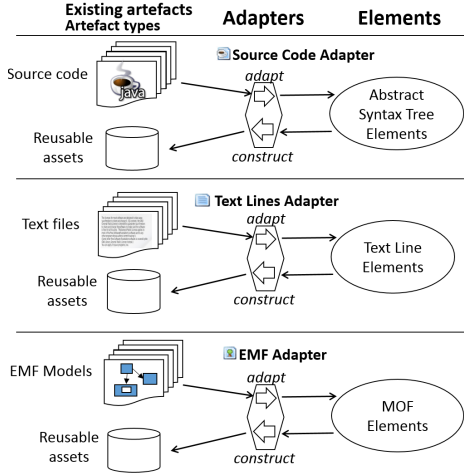 Existing artefacts
Artefact types
Adapters
Elements
Source Code Adapter
Source code
java
adapt
Abstract
Syntax Tree
Elements
Reusable
assets
construct
Text Lines Adapter
Text files
adapt
Text Line
Elements
Reusable
assets
construct
EMF Adapter
EMF Models
adapt
MOF
Elements
Reusable
assets
construct